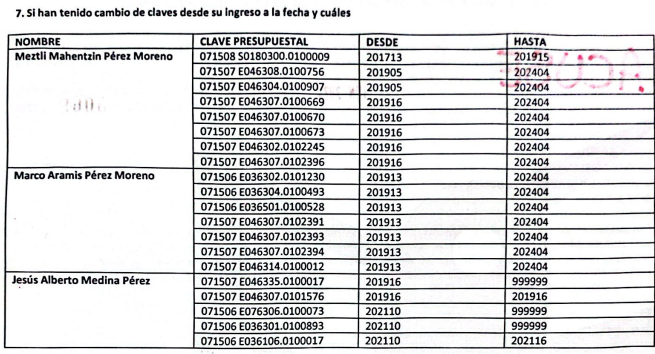 7. Si han tenido cambio de claves desde su ingreso a la fecha y cuáles
NOMBRE CLAVE PRESUPUESTAL DESDE HASTA
Meztli Mahentzin Pérez Moreno 071508 S0180300.0100009 201713 201915
071507 E046308.0100756 201905 202404
071507 E046304.0100907 201905 202404
071507 E046307.0100669 201916 202404
071507 E046307.0100670 201916 202404
071507 E046307.0100673 201916 202404
071507 E046302.0102245 201916 202404
071507 E046307.0102396 201916 202404
Marco Aramis Pérez Moreno 071506 E036302.0101230 201913 202404
071506 E036304.0100493 201913 202404
071506 E036501.0100528 201913 202404
071507 E046307.0102391 201913 202404
071507 E046307.0102393 201913 202404
071507 E046307.0102394 201913 202404
071507 E046314.0100012 201913 202404
Jesús Alberto Medina Pérez 071507 E046335.0100017 201916 999999
071507 E046307.0101576 201916 201916
071506 E076306.0100073 202110 999999
071506 E036301.0100893 202110 999999
071506 E036106.0100017 202110 202116